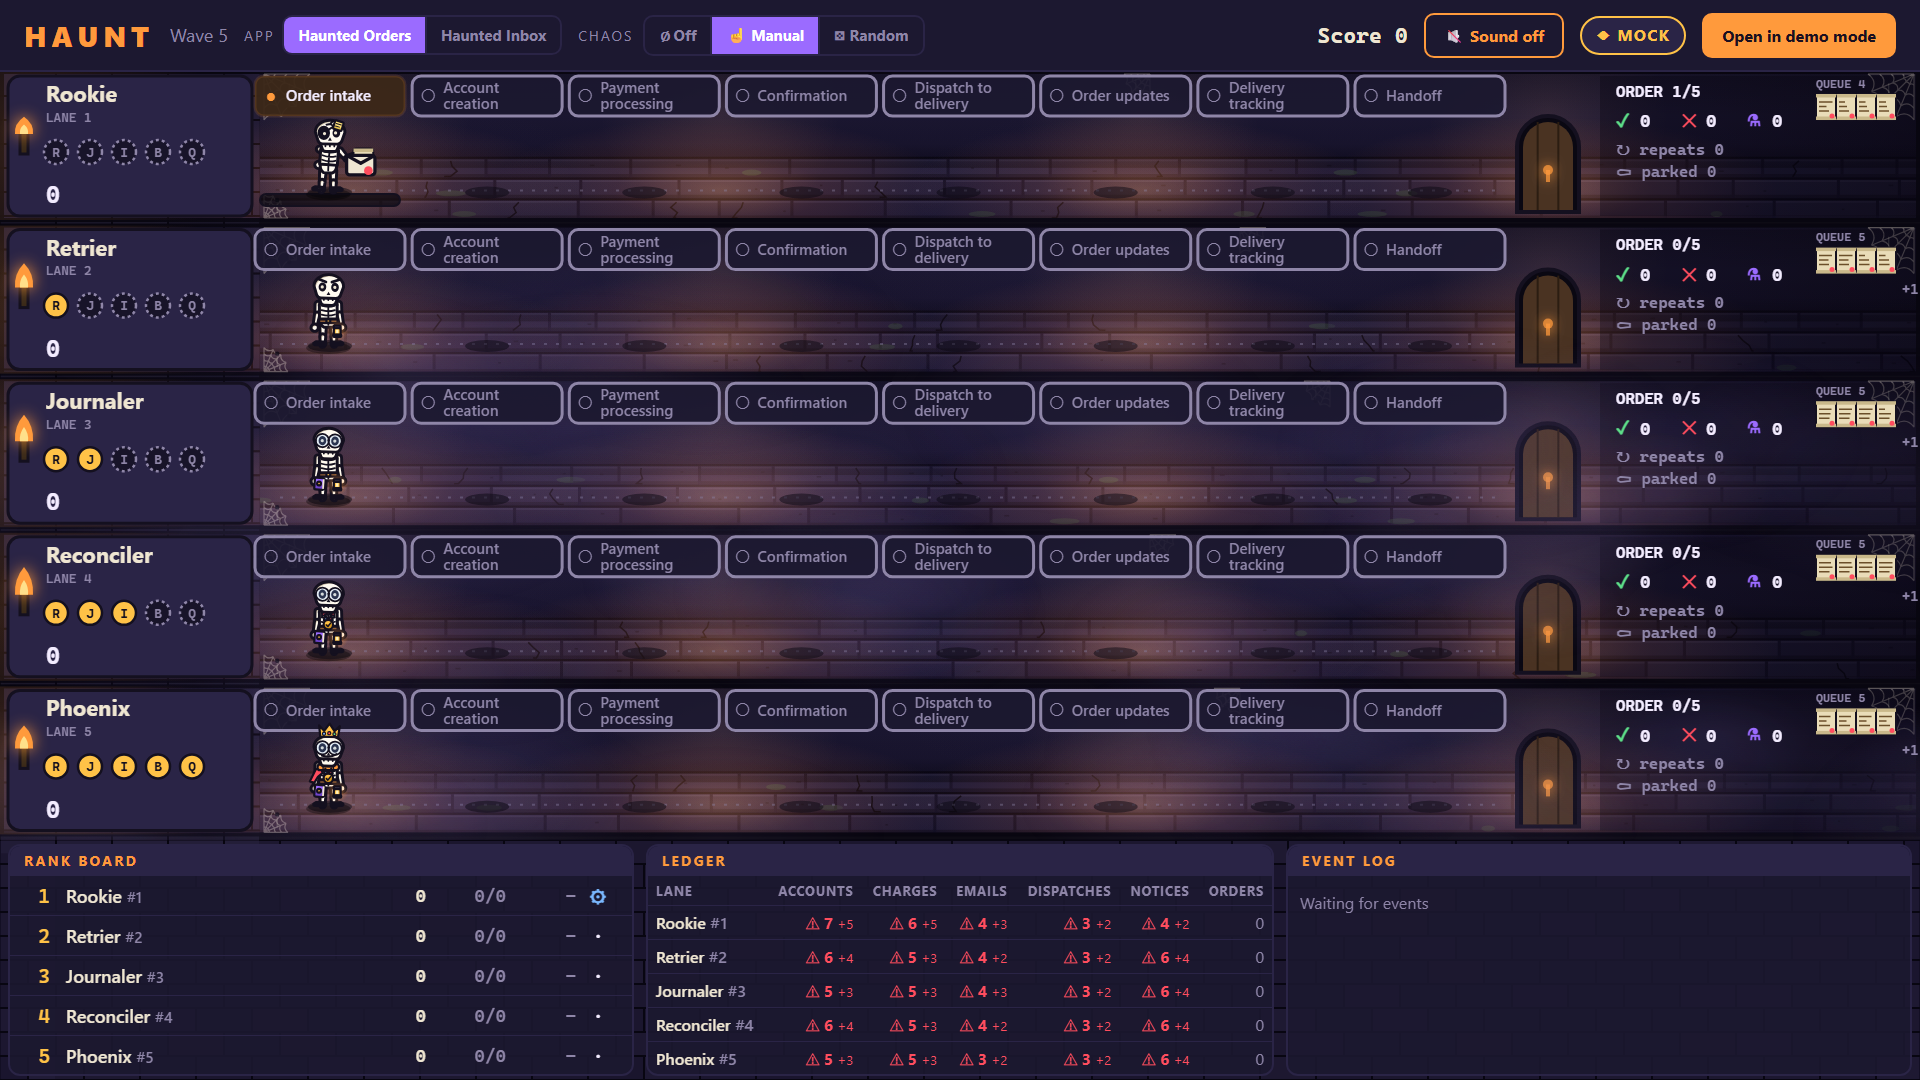 HAUNT Wave 5 APP Haunted Orders Haunted Inbox CHAOS Off Manual Random Score 0 Sound off MOCK Open in demo mode
Rookie
LANE 1
R J I B Q
0
Order intake
Account creation
Payment processing
Confirmation
Dispatch to delivery
Order updates
Delivery tracking
Handoff
ORDER 1/5
0 0 0
repeats 0
parked 0
QUEUE 4
Retrier
LANE 2
R J I B Q
0
Order intake
Account creation
Payment processing
Confirmation
Dispatch to delivery
Order updates
Delivery tracking
Handoff
ORDER 0/5
0 0 0
repeats 0
parked 0
QUEUE 5
+1
Journaler
LANE 3
R J I B Q
0
Order intake
Account creation
Payment processing
Confirmation
Dispatch to delivery
Order updates
Delivery tracking
Handoff
ORDER 0/5
0 0 0
repeats 0
parked 0
QUEUE 5
+1
Reconciler
LANE 4
R J I B Q
0
Order intake
Account creation
Payment processing
Confirmation
Dispatch to delivery
Order updates
Delivery tracking
Handoff
ORDER 0/5
0 0 0
repeats 0
parked 0
QUEUE 5
+1
Phoenix
LANE 5
R J I B Q
0
Order intake
Account creation
Payment processing
Confirmation
Dispatch to delivery
Order updates
Delivery tracking
Handoff
ORDER 0/5
0 0 0
repeats 0
parked 0
QUEUE 5
+1
RANK BOARD
1 Rookie #1 0 0/0 –
2 Retrier #2 0 0/0 –
3 Journaler #3 0 0/0 –
4 Reconciler #4 0 0/0 –
5 Phoenix #5 0 0/0 –
LEDGER
LANE ACCOUNTS CHARGES EMAILS DISPATCHES NOTICES ORDERS
Rookie #1 7 +5 6 +5 4 +3 3 +2 4 +2 0
Retrier #2 6 +4 5 +3 4 +2 3 +2 6 +4 0
Journaler #3 5 +3 5 +3 4 +3 3 +2 6 +4 0
Reconciler #4 6 +4 5 +3 4 +2 3 +2 6 +4 0
Phoenix #5 5 +3 5 +3 3 +2 3 +2 6 +4 0
EVENT LOG
Waiting for events